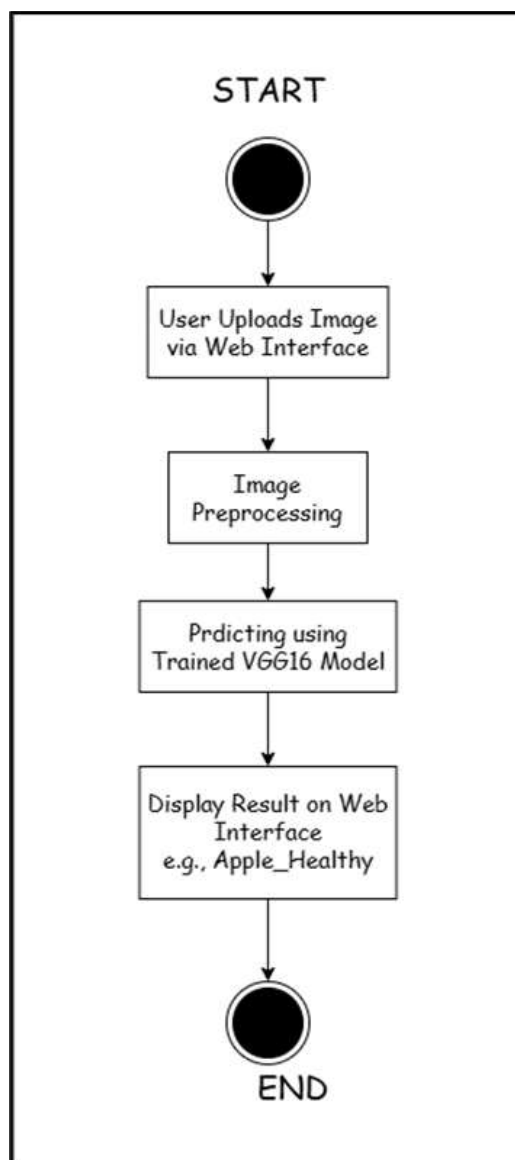 START
User Uploads Image
via Web Interface
Image
Preprocessing
Prdicting using
Trained VGG16 Model
Display Result on Web
Interface
e.g., Apple_Healthy
END